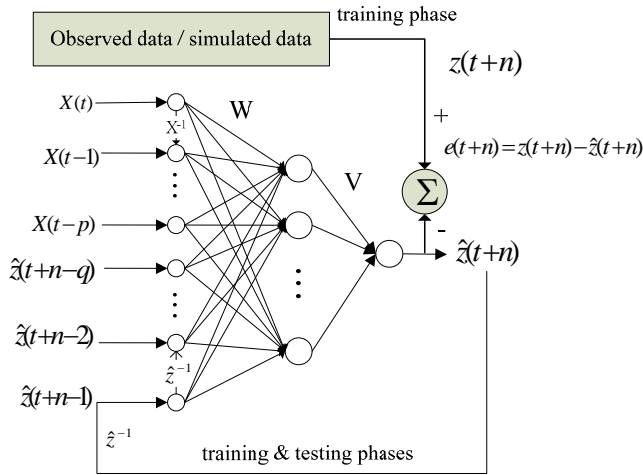 training phase
Observed data / simulated data
z(t+n)
X(t)
W
X⁻¹
+
X(t−1)
e(t+n)=z(t+n)−ẑ(t+n)
V
Σ
X(t−p)
-
ẑ(t+n)
ẑ(t+n−q)
ẑ(t+n−2)
ẑ⁻¹
ẑ(t+n−1)
ẑ⁻¹
training & testing phases